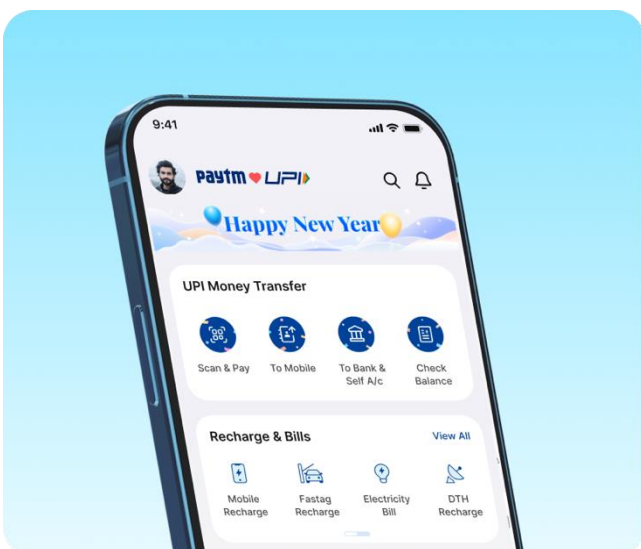 9:41
Paytm UPI
Happy New Year
UPI Money Transfer
Scan & Pay
To Mobile
To Bank &
Self A/c
Check
Balance
Recharge & Bills
View All
Mobile
Recharge
Fastag
Recharge
Electricity
Bill
DTH
Recharge